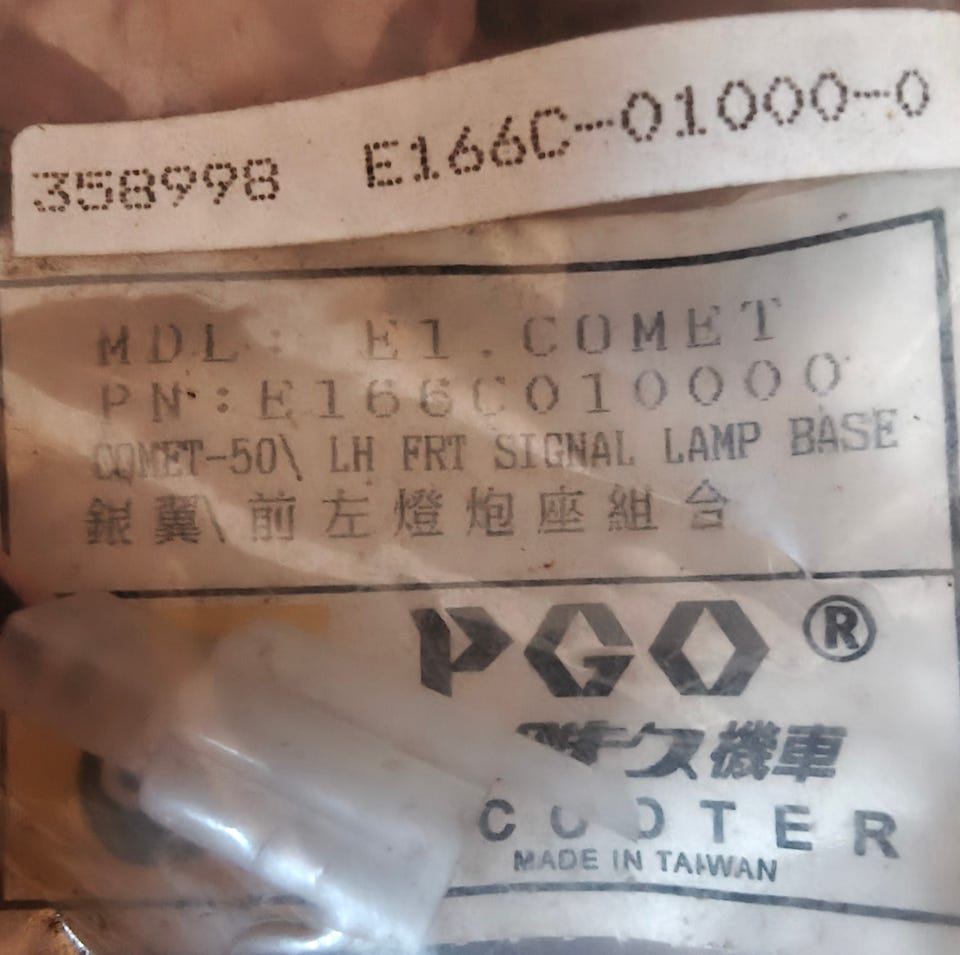 358998 E166C-01000-0
MDL: E1.COMET
PN:E166C010000
COMET-50\ LH FRT SIGNAL LAMP BASE
銀翼\前左燈炮座組合
PGO®
機車
COOTER
MADE IN TAIWAN